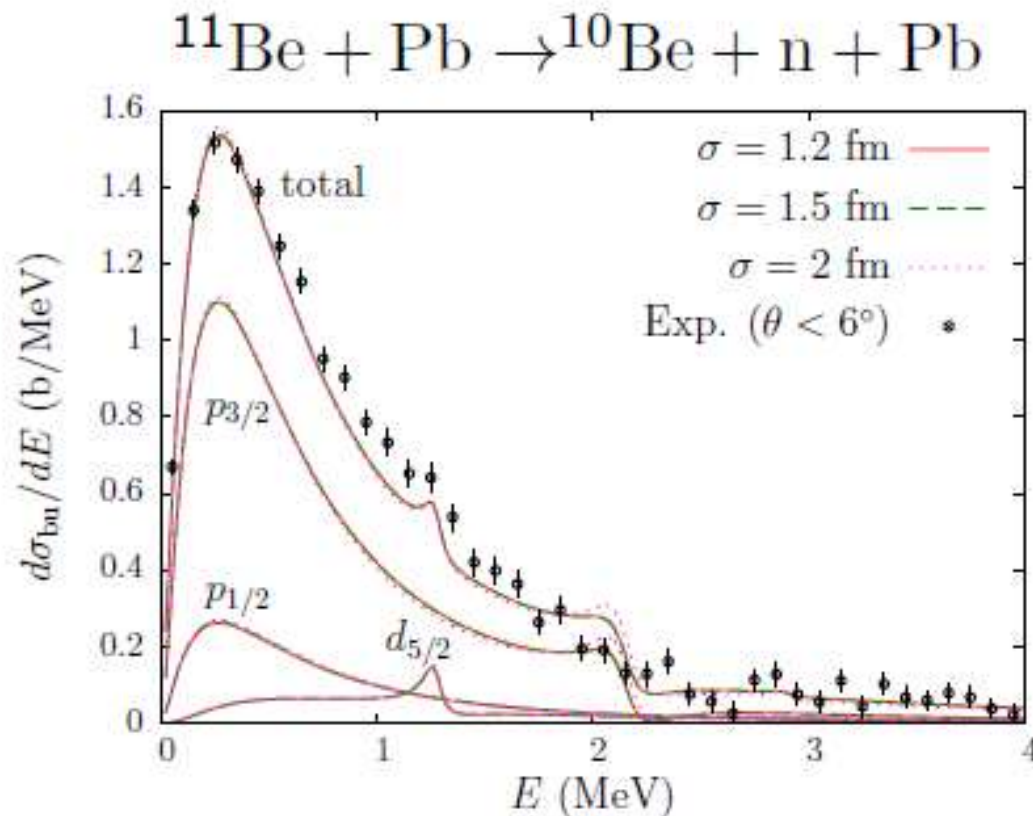 ¹¹Be + Pb → ¹⁰Be + n + Pb
1.6
1.4
1.2
1
0.8
0.6
0.4
0.2
0
dσbu/dE (b/MeV)
σ = 1.2 fm
σ = 1.5 fm
σ = 2 fm
Exp. (θ < 6°)
total
p3/2
p1/2
d5/2
0 1 2 3 4
E (MeV)